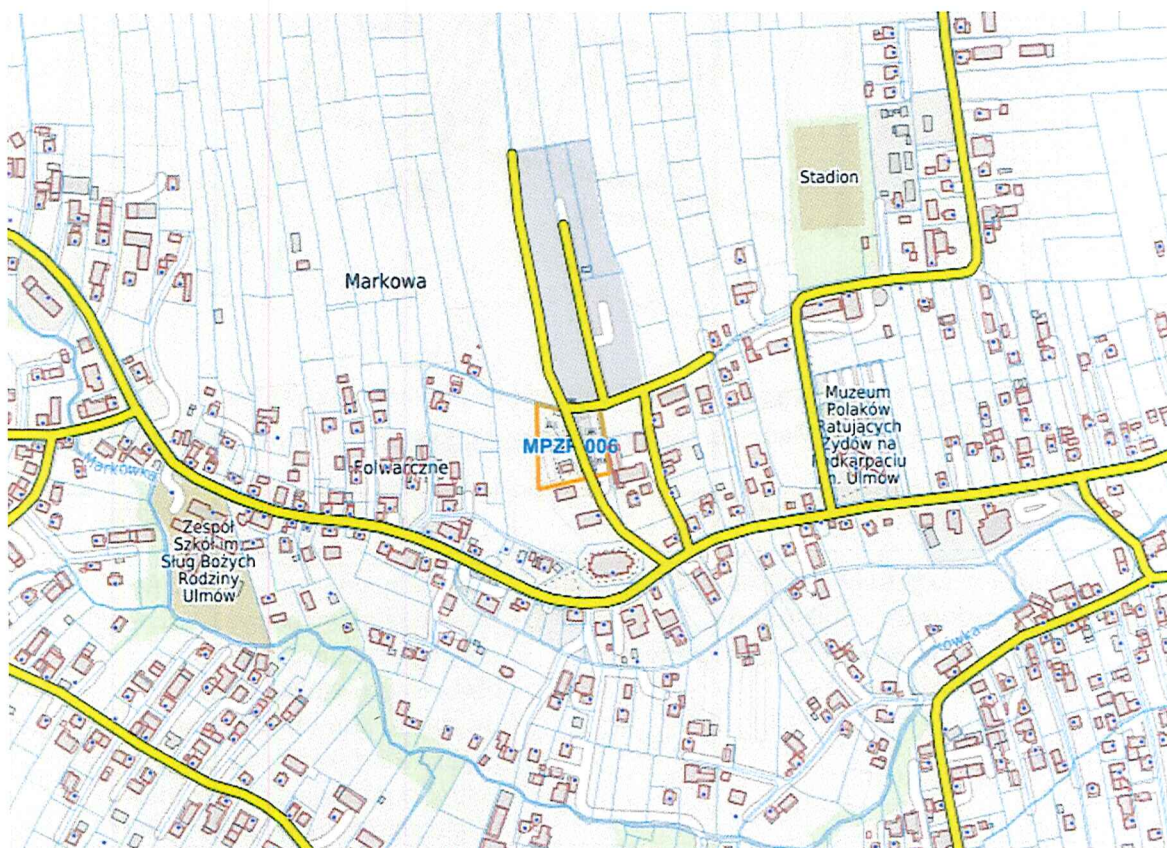 Stadion
Markowa
Muzeum
Polaków
Ratujących
Żydów na
Podkarpaciu
m. Ulmów
MPZP 006
Folwarczne
Markówka
Zespół
Szkół im.
Sług Bożych
Rodziny
Ulmów